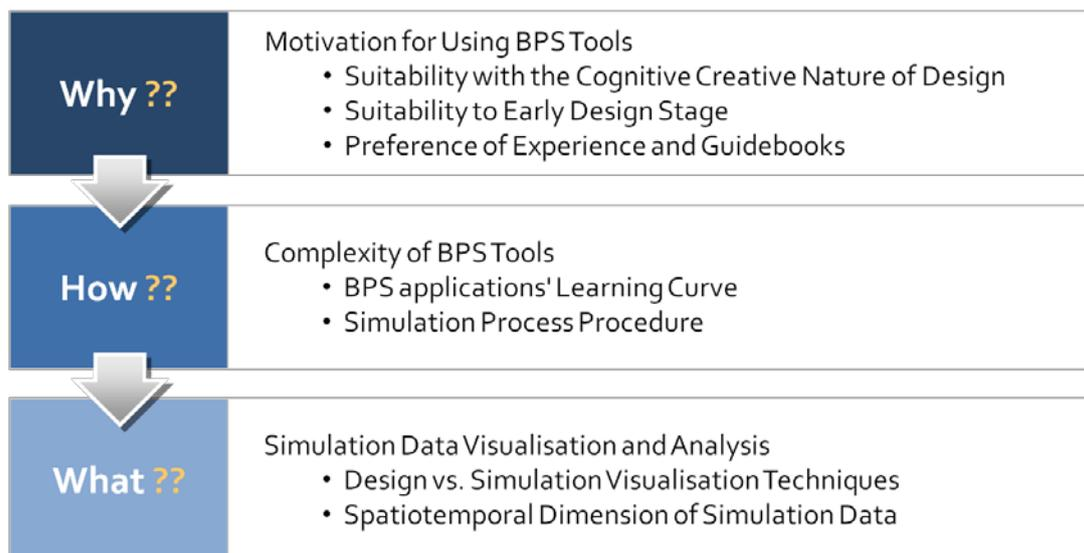 Why ??
Motivation for Using BPS Tools
• Suitability with the Cognitive Creative Nature of Design
• Suitability to Early Design Stage
• Preference of Experience and Guidebooks
How ??
Complexity of BPS Tools
• BPS applications' Learning Curve
• Simulation Process Procedure
What ??
Simulation Data Visualisation and Analysis
• Design vs. Simulation Visualisation Techniques
• Spatiotemporal Dimension of Simulation Data